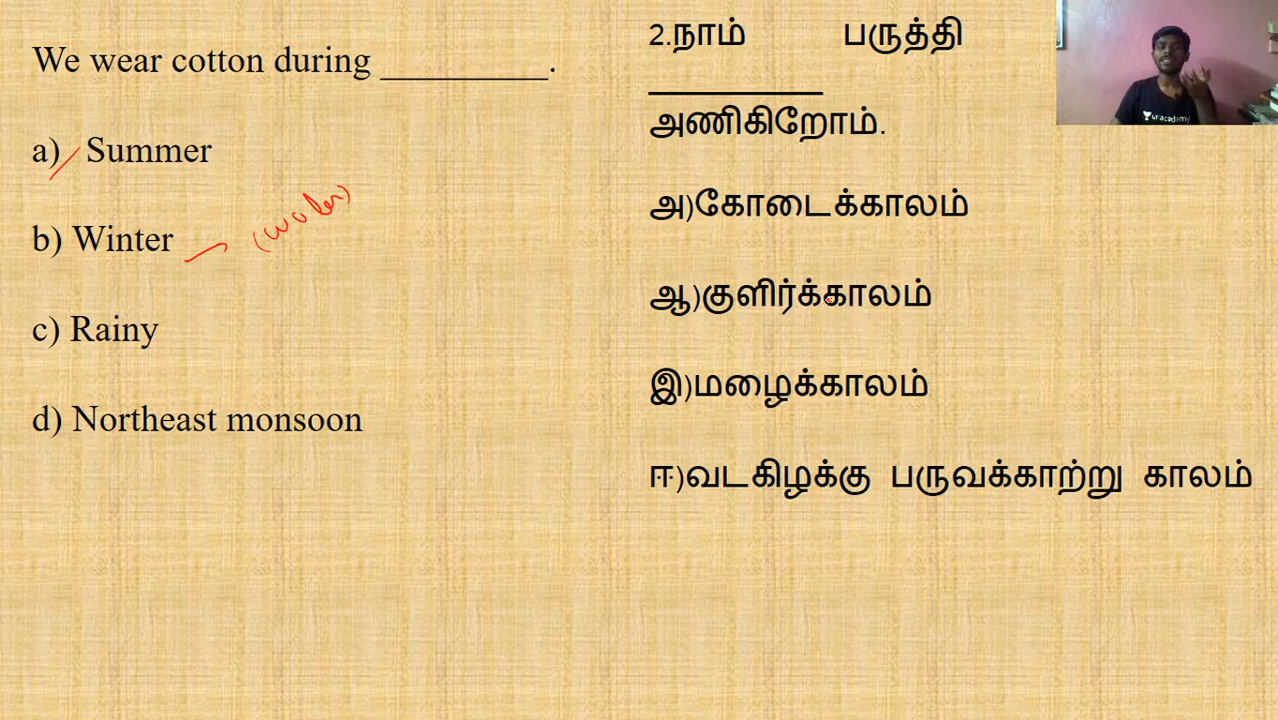 We wear cotton during __________.
a) Summer
b) Winter
c) Rainy
d) Northeast monsoon
2.நாம் பருத்தி
__________
அணிகிறோம்.
அ)கோடைக்காலம்
ஆ)குளிர்க்காலம்
இ)மழைக்காலம்
ஈ)வடகிழக்கு பருவக்காற்று காலம்
unacademy